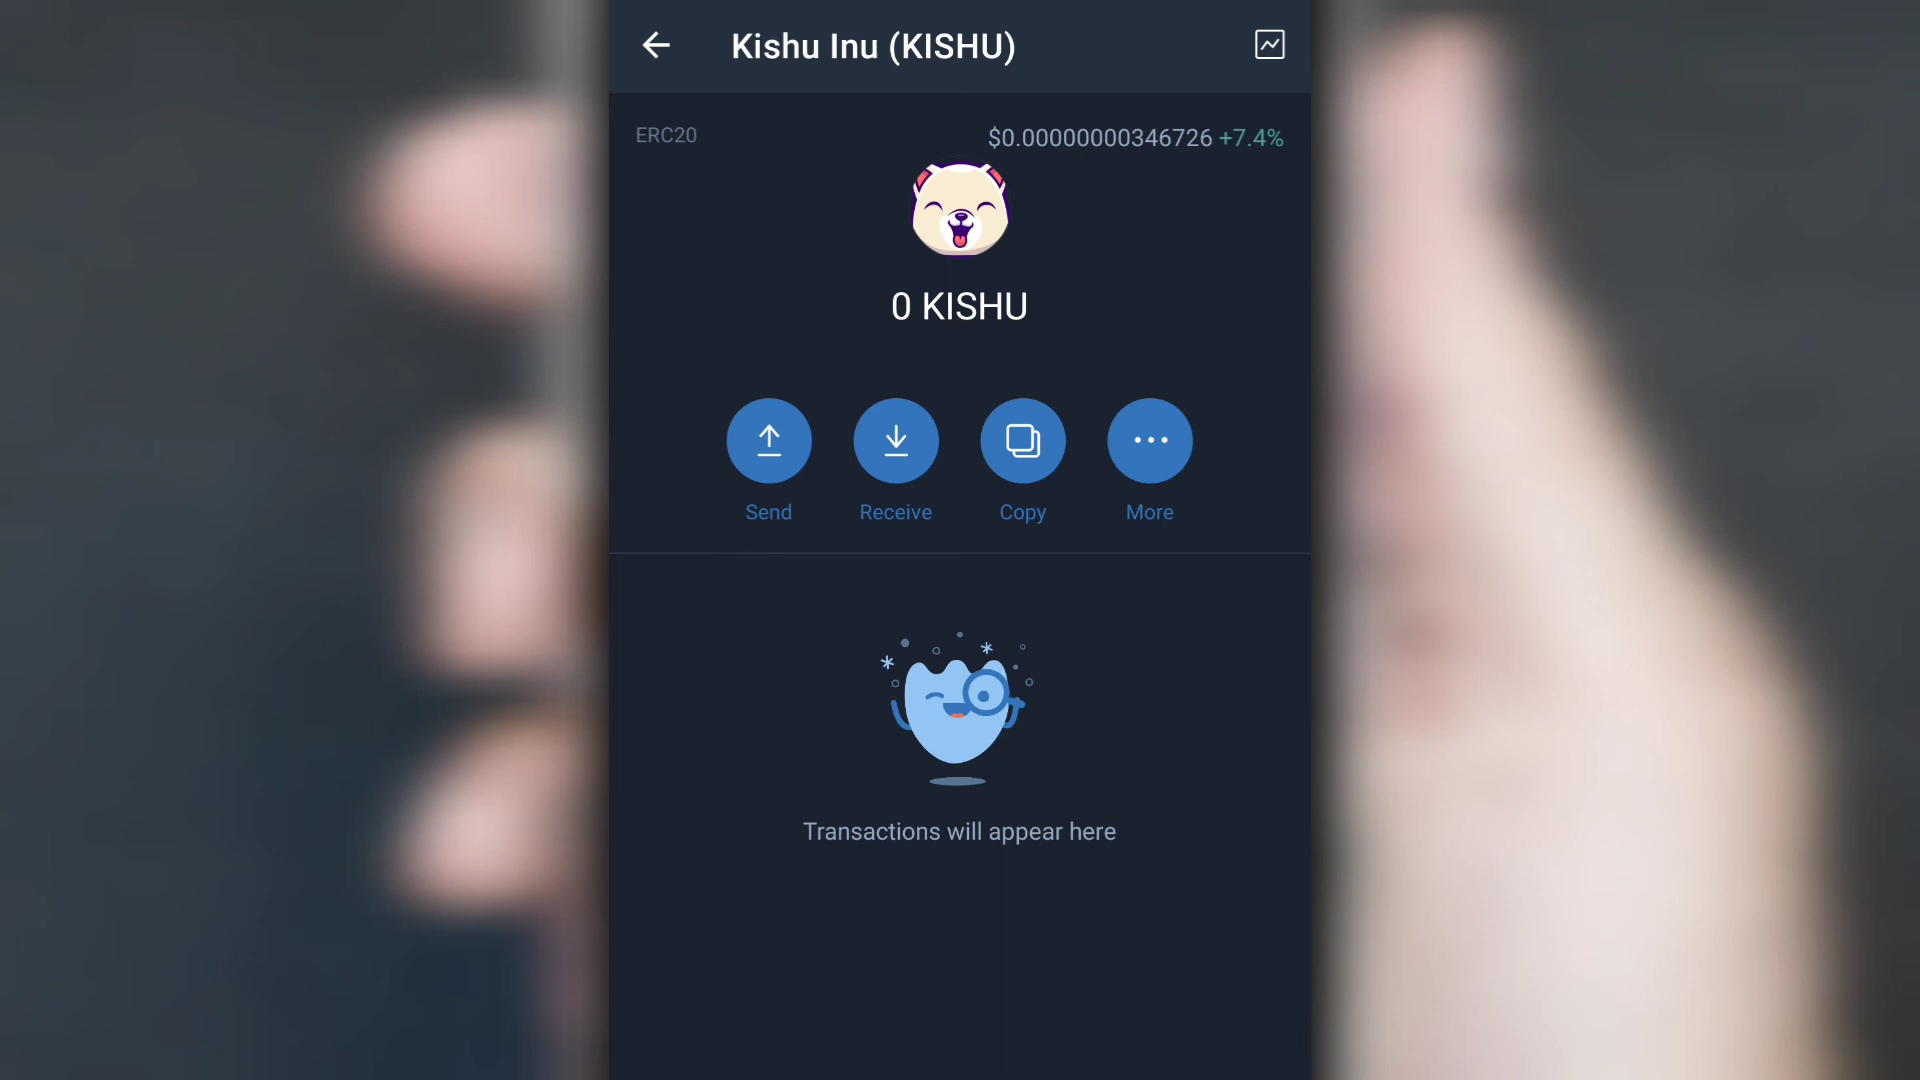 Kishu Inu (KISHU)
ERC20
$0.00000000346726 +7.4%
0 KISHU
Send
Receive
Copy
More
Transactions will appear here